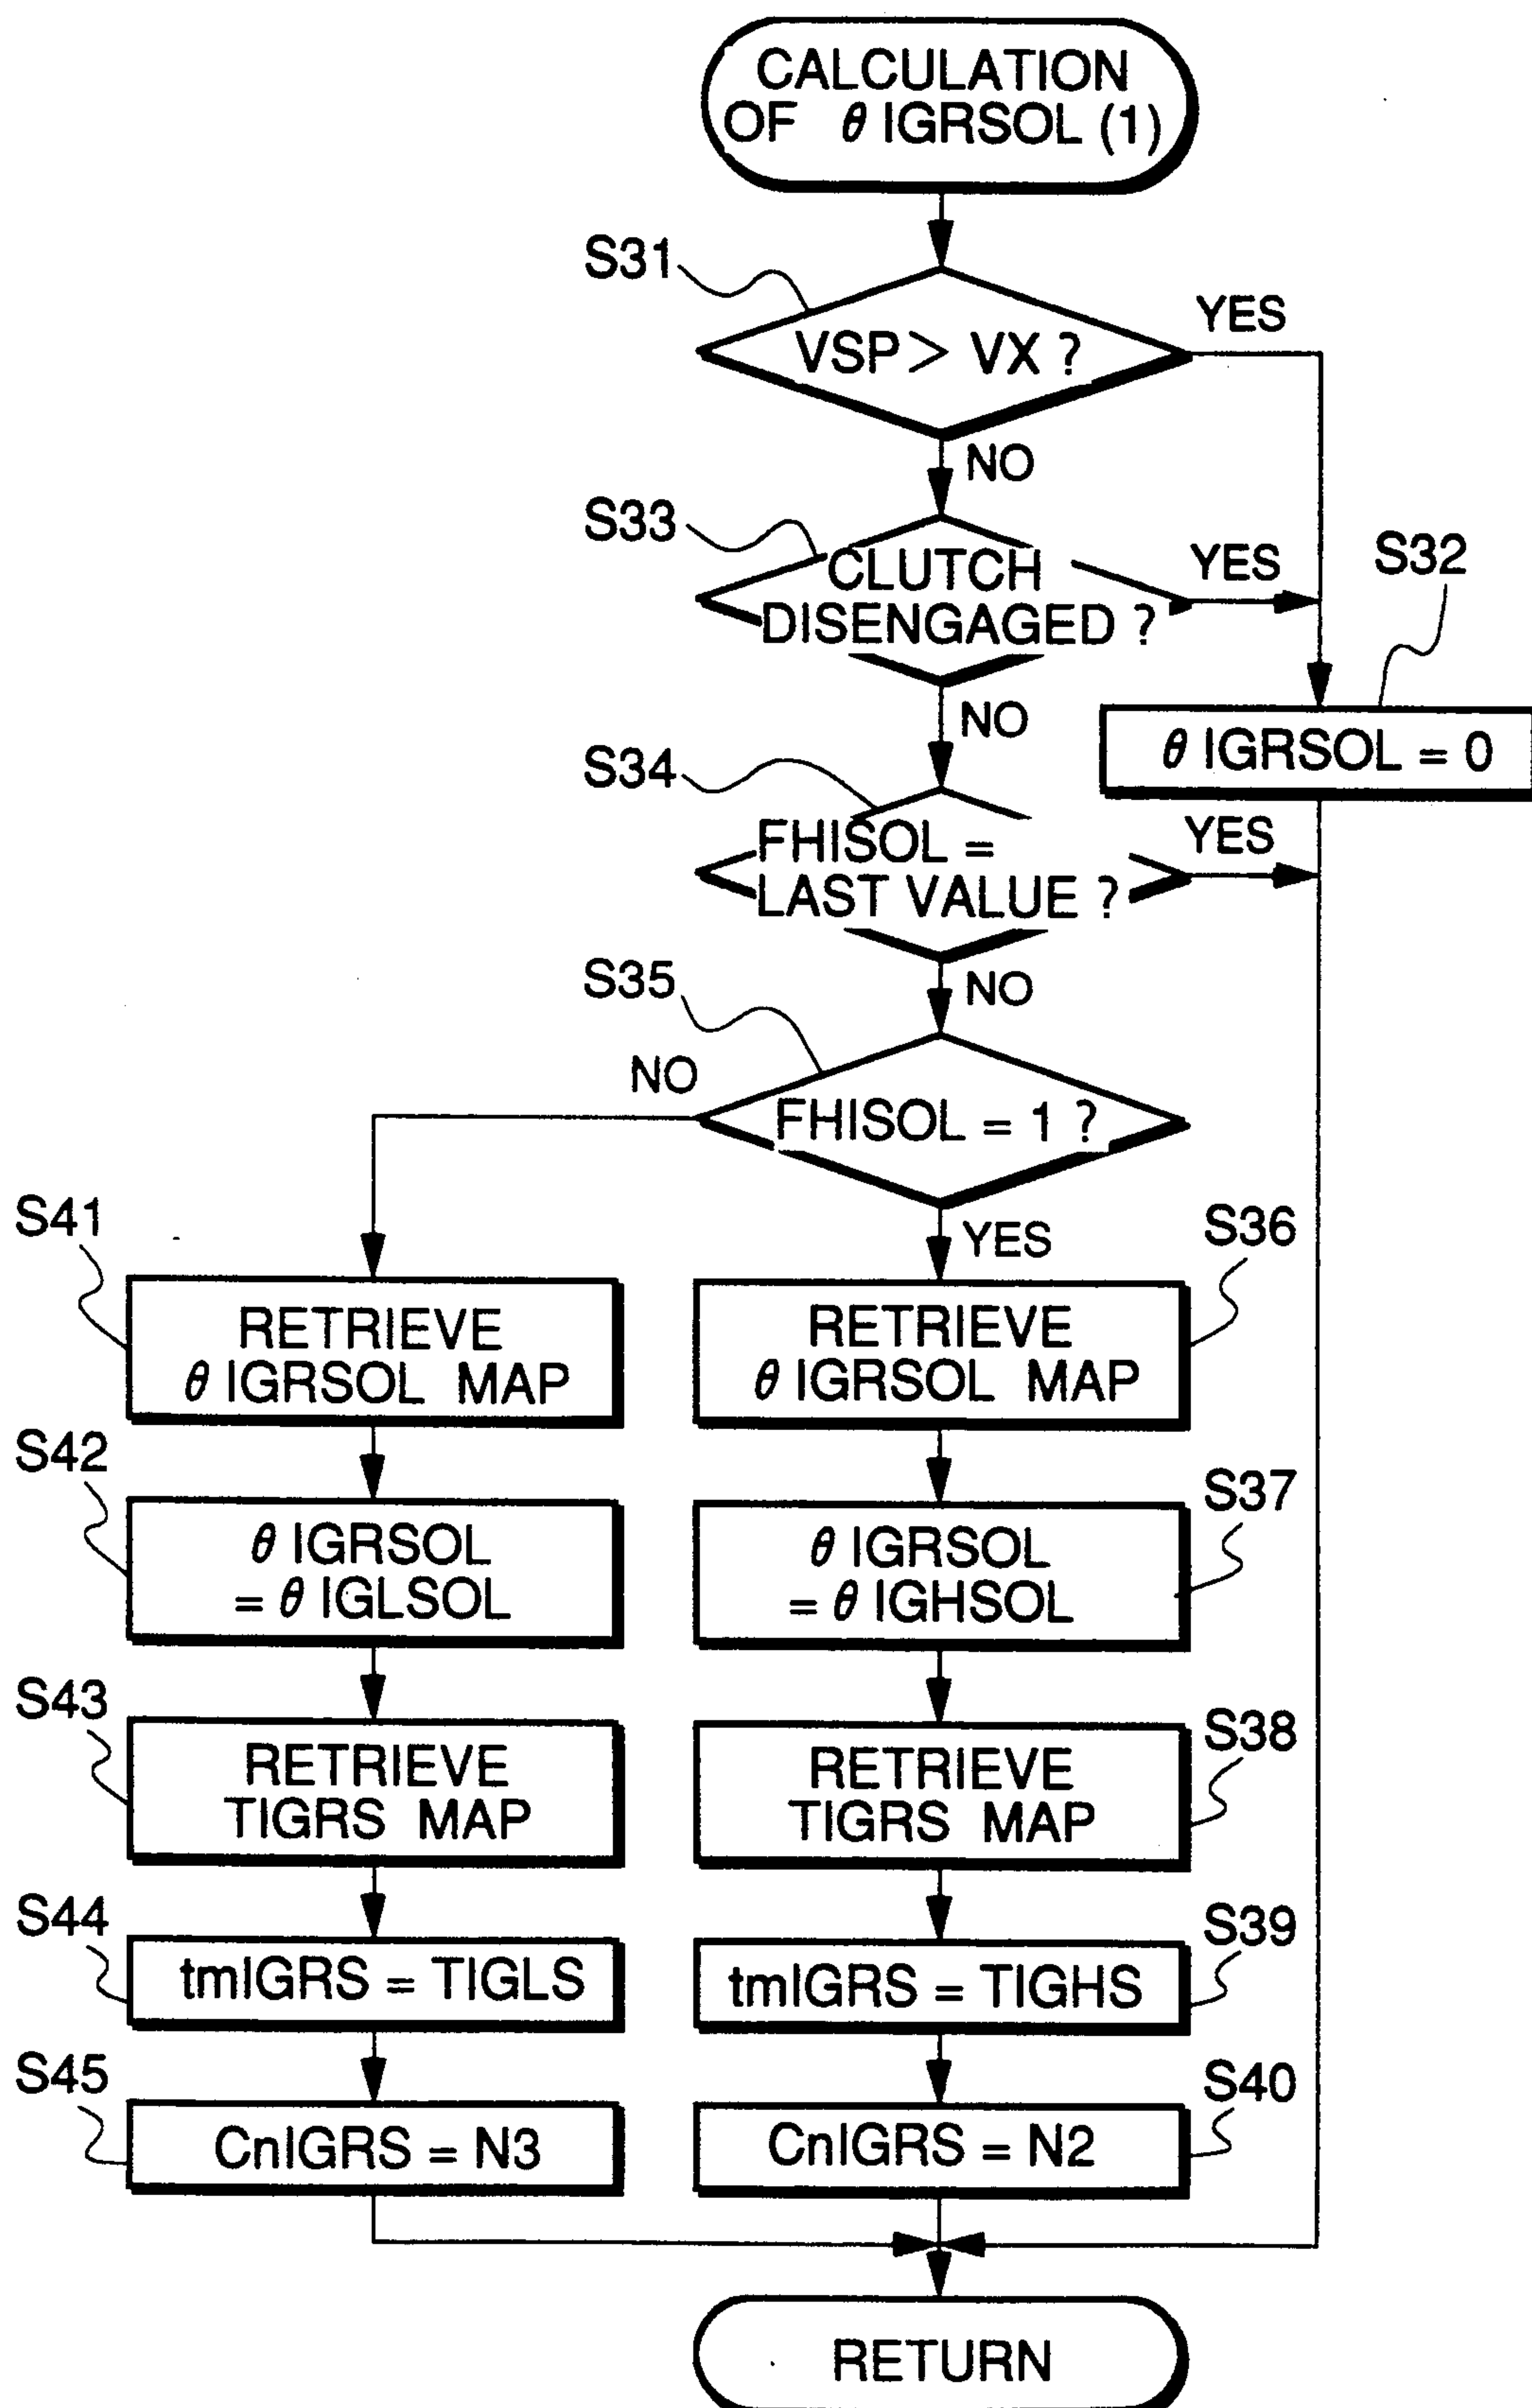 CALCULATION
OF θ IGRSOL (1)
S31
VSP > VX ?
YES
NO
S33
CLUTCH
DISENGAGED ?
YES
S32
NO
θ IGRSOL = 0
S34
FHISOL =
LAST VALUE ?
YES
NO
S35
FHISOL = 1 ?
NO
YES
S41
RETRIEVE
θ IGRSOL MAP
S36
RETRIEVE
θ IGRSOL MAP
S42
θ IGRSOL
= θ IGLSOL
S37
θ IGRSOL
= θ IGHSOL
S43
RETRIEVE
TIGRS MAP
S38
RETRIEVE
TIGRS MAP
S44
tmIGRS = TIGLS
S39
tmIGRS = TIGHS
S45
CnIGRS = N3
S40
CnIGRS = N2
RETURN